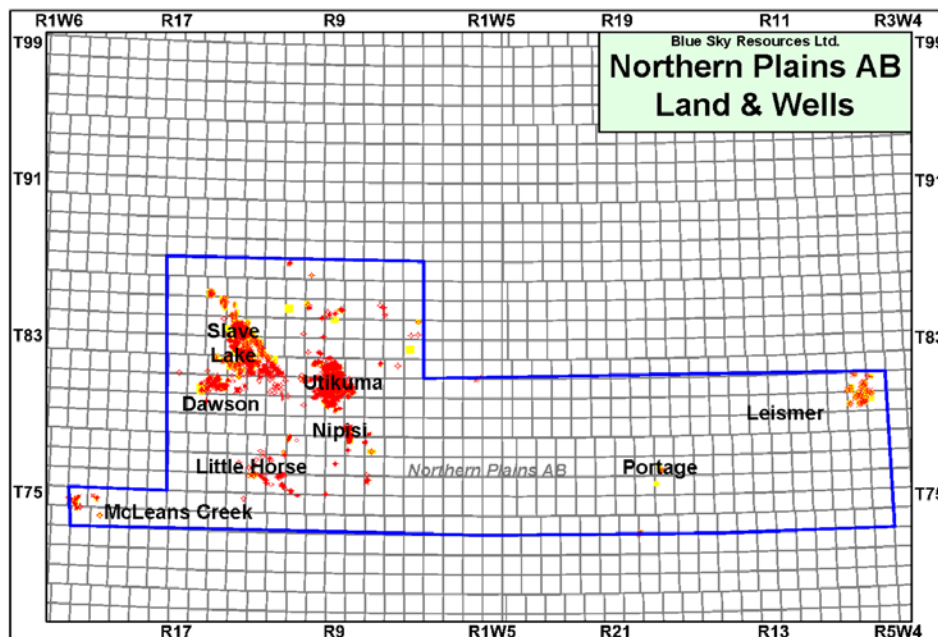 R1W6 R17 R9 R1W5 R19 R11 R3W4
T99 T99
Blue Sky Resources Ltd.
Northern Plains AB
Land & Wells
T91 T91
T83 T83
Slave
Lake
Utikuma
Dawson
Leismer
Nipisi
Little Horse
Northern Plains AB
Portage
T75 T75
McLeans Creek
R17 R9 R1W5 R21 R13 R5W4